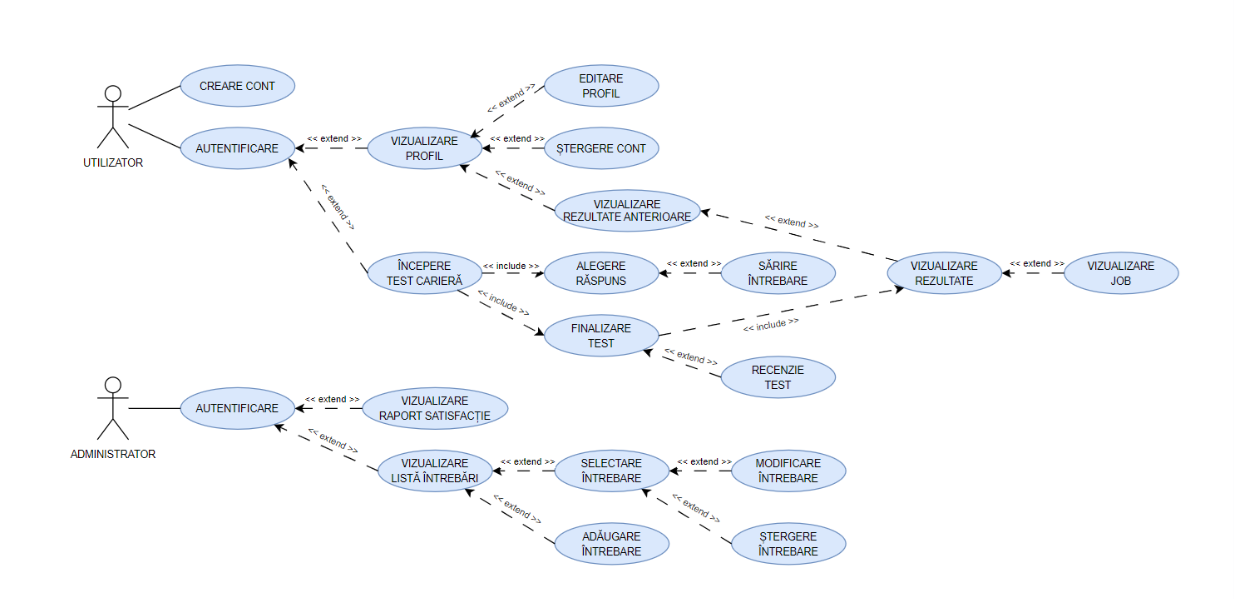 EDITARE
PROFIL
CREARE CONT
<< extend >>
UTILIZATOR
AUTENTIFICARE
<< extend >>
VIZUALIZARE
PROFIL
<< extend >>
ȘTERGERE CONT
<< extend >>
<< extend >>
VIZUALIZARE
REZULTATE ANTERIOARE
<< extend >>
ÎNCEPERE
TEST CARIERĂ
<< include >>
ALEGERE
RĂSPUNS
<< extend >>
SĂRIRE
ÎNTREBARE
VIZUALIZARE
REZULTATE
<< extend >>
VIZUALIZARE
JOB
<< include >>
FINALIZARE
TEST
<< include >>
<< extend >>
RECENZIE
TEST
ADMINISTRATOR
AUTENTIFICARE
<< extend >>
VIZUALIZARE
RAPORT SATISFACȚIE
<< extend >>
VIZUALIZARE
LISTĂ ÎNTREBĂRI
<< extend >>
SELECTARE
ÎNTREBARE
<< extend >>
MODIFICARE
ÎNTREBARE
<< extend >>
<< extend >>
ADĂUGARE
ÎNTREBARE
ȘTERGERE
ÎNTREBARE